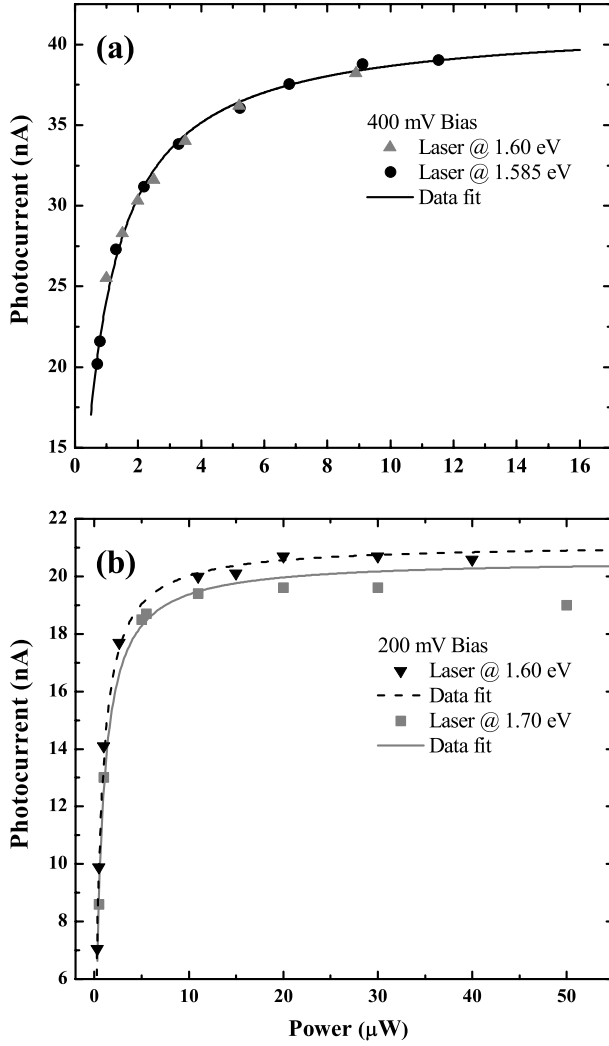 (a)
40
35
30
25
20
15
Photocurrent (nA)
400 mV Bias
Laser @ 1.60 eV
Laser @ 1.585 eV
Data fit
0 2 4 6 8 10 12 14 16
(b)
22
20
18
16
14
12
10
8
6
Photocurrent (nA)
200 mV Bias
Laser @ 1.60 eV
Data fit
Laser @ 1.70 eV
Data fit
0 10 20 30 40 50
Power (μW)